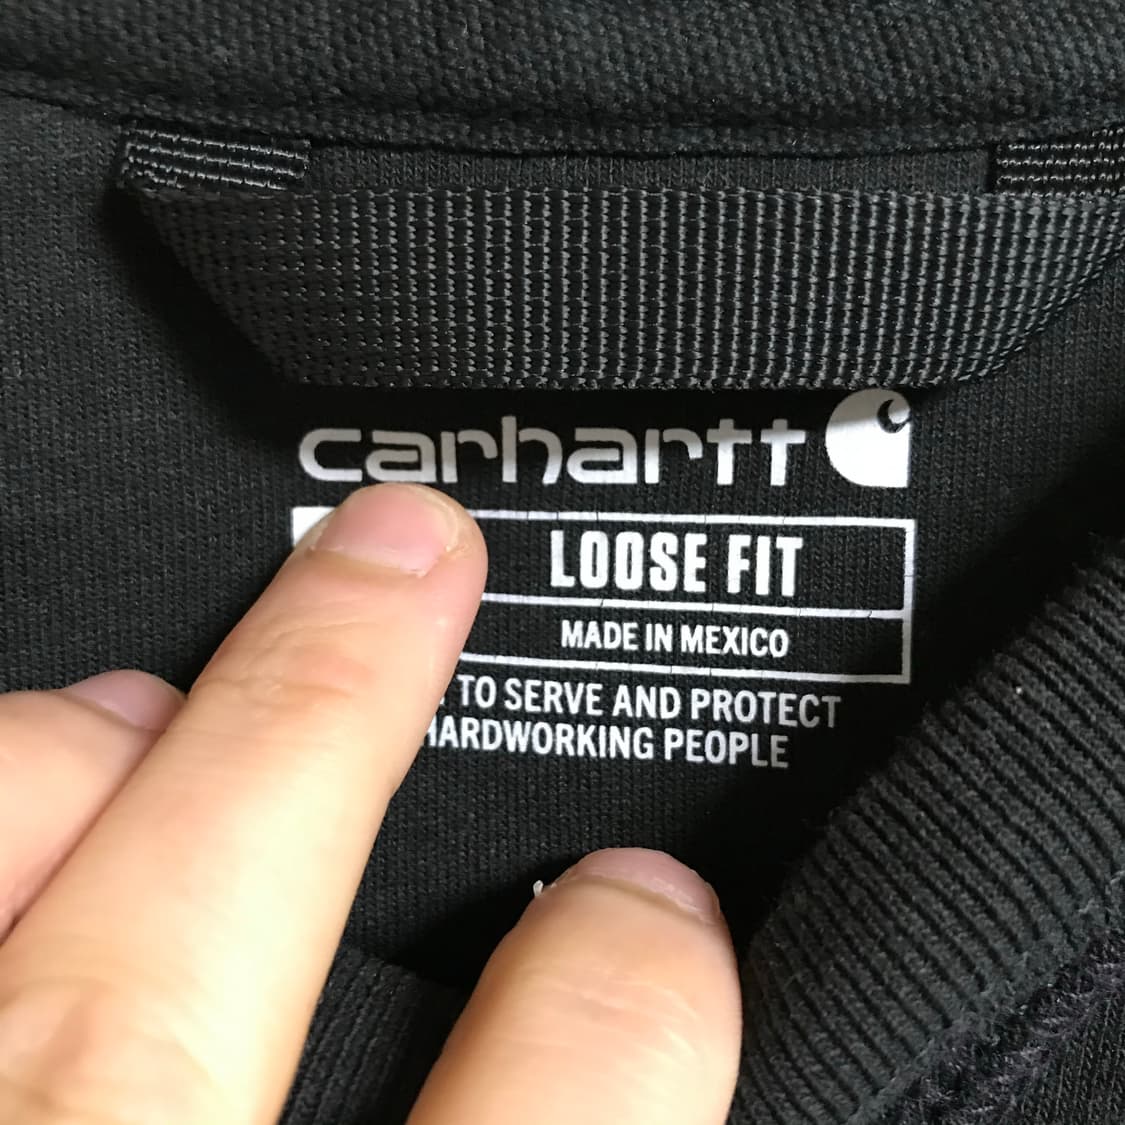 carhartt
LOOSE FIT
MADE IN MEXICO
TO SERVE AND PROTECT
HARDWORKING PEOPLE